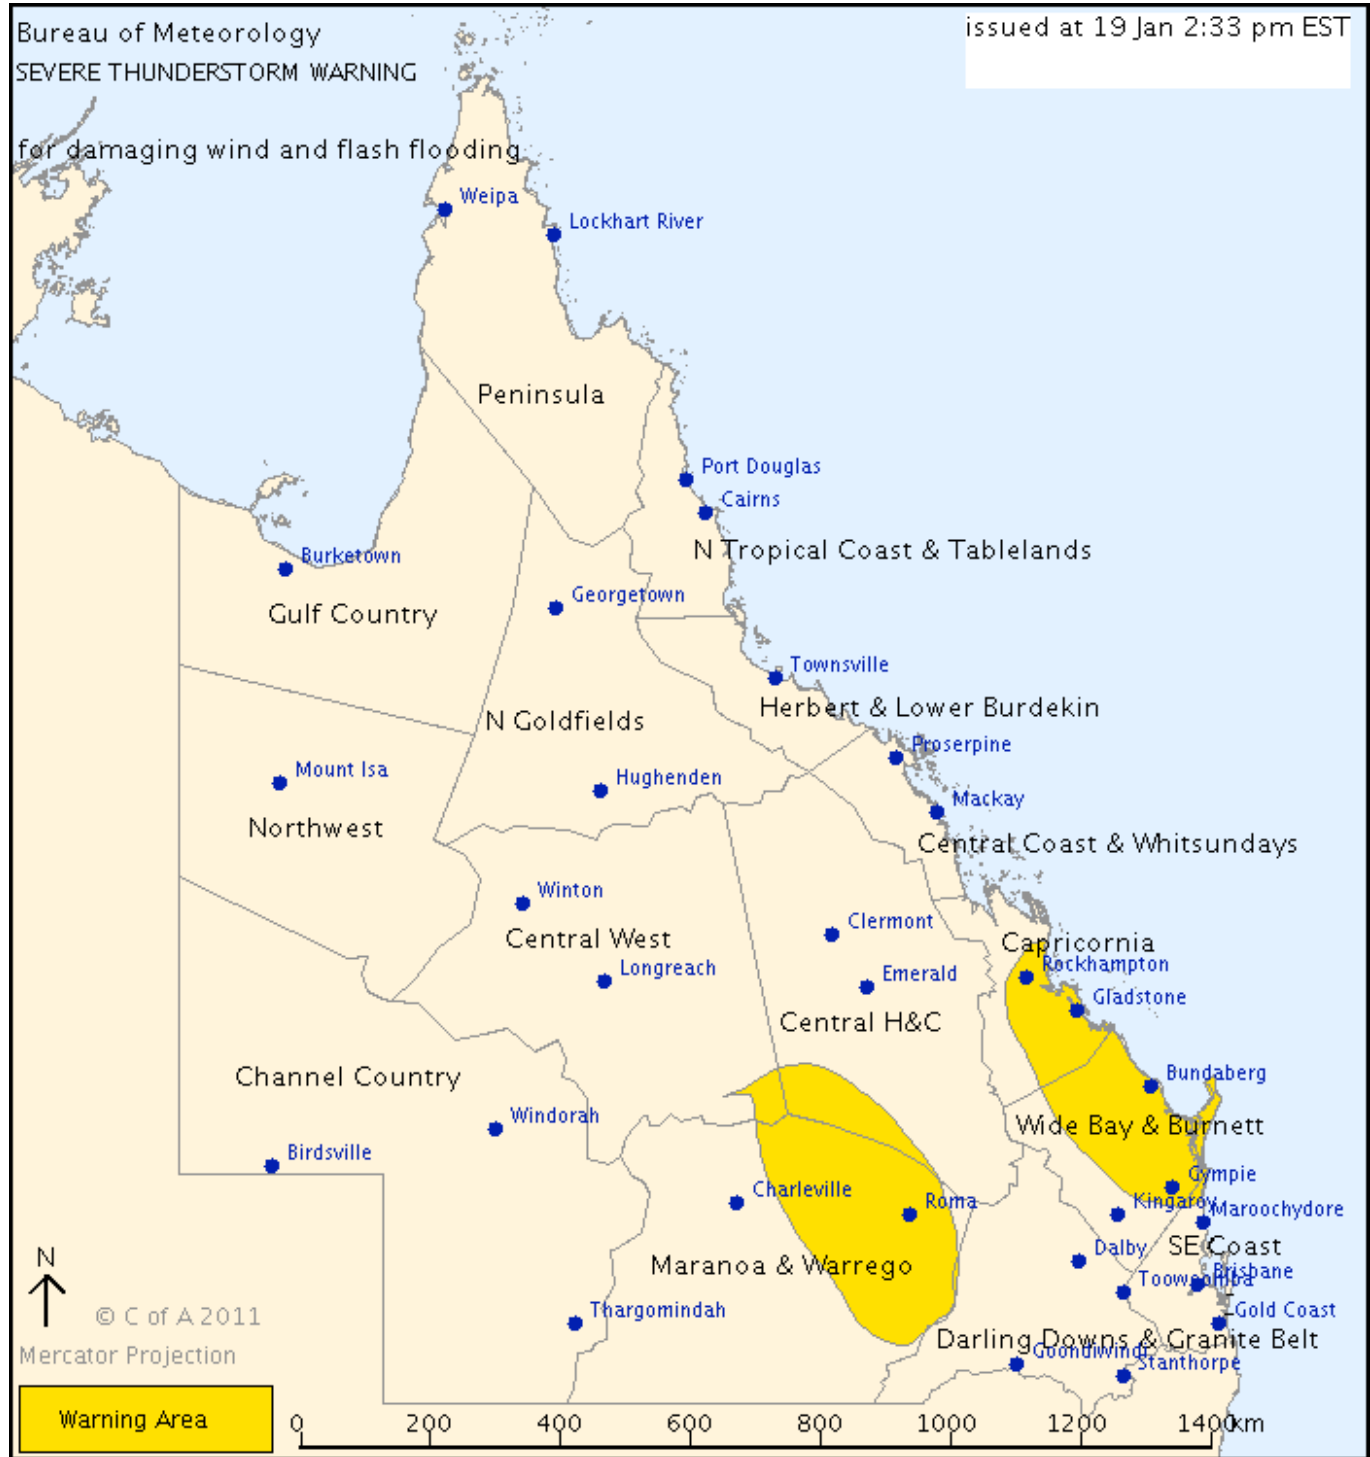 Bureau of Meteorology
issued at 19 Jan 2:33 pm EST
SEVERE THUNDERSTORM WARNING
for damaging wind and flash flooding
Weipa
Lockhart River
Peninsula
Port Douglas
Cairns
N Tropical Coast & Tablelands
Burketown
Georgetown
Gulf Country
Townsville
Herbert & Lower Burdekin
N Goldfields
Proserpine
Mount Isa
Hughenden
Mackay
Northwest
Central Coast & Whitsundays
Winton
Clermont
Central West
Capricornia
Rockhampton
Longreach
Emerald
Gladstone
Central H&C
Channel Country
Bundaberg
Windorah
Wide Bay & Burnett
Birdsville
Gympie
Charleville
Roma
Kingaroy
Maroochydore
SE Coast
Dalby
Maranoa & Warrego
Brisbane
Toowoomba
N
Thargomindah
Gold Coast
© C of A 2011
Darling Downs & Granite Belt
Goondiwindi
Mercator Projection
Stanthorpe
Warning Area
0 200 400 600 800 1000 1200 1400km